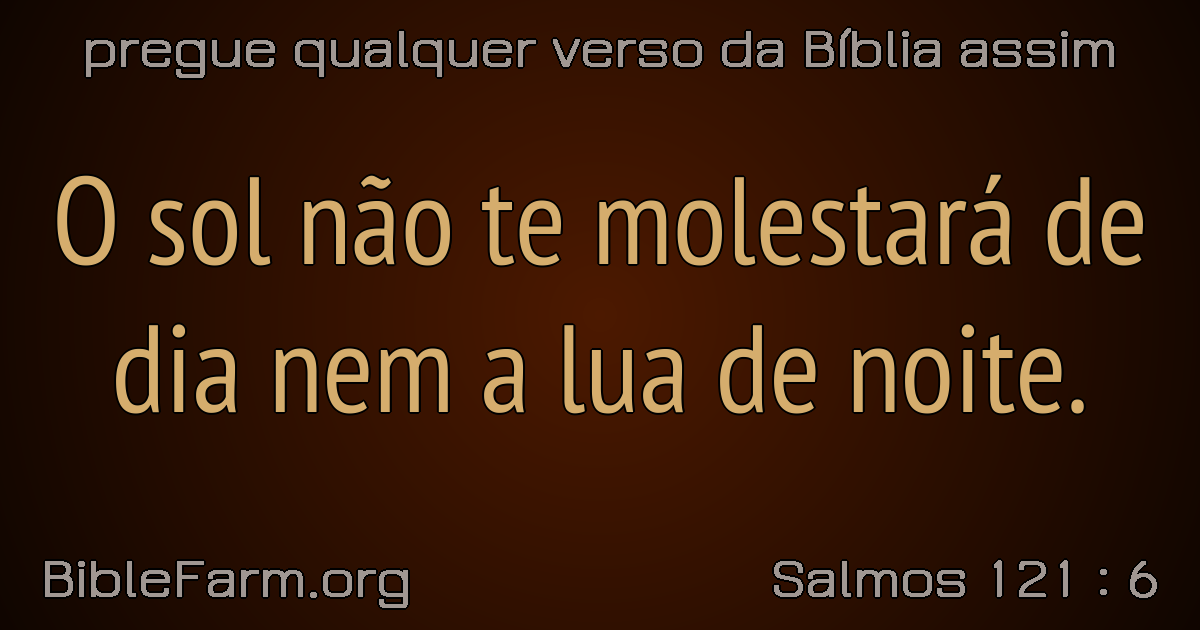 pregue qualquer verso da Bíblia assim
O sol não te molestará de
dia nem a lua de noite.
BibleFarm.org
Salmos 121 : 6